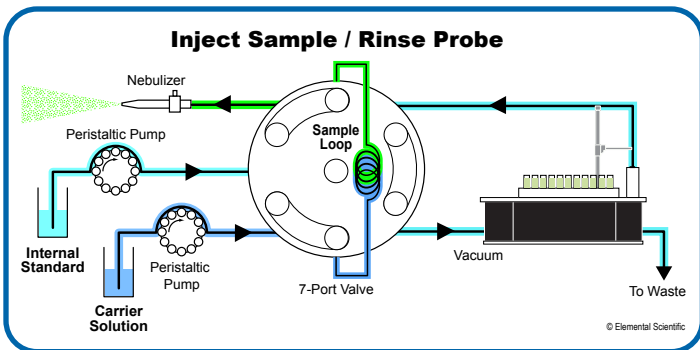 Inject Sample / Rinse Probe
Nebulizer
Peristaltic Pump
Sample
Loop
Internal
Standard
Peristaltic
Pump
Carrier
Solution
7-Port Valve
Vacuum
To Waste
© Elemental Scientific